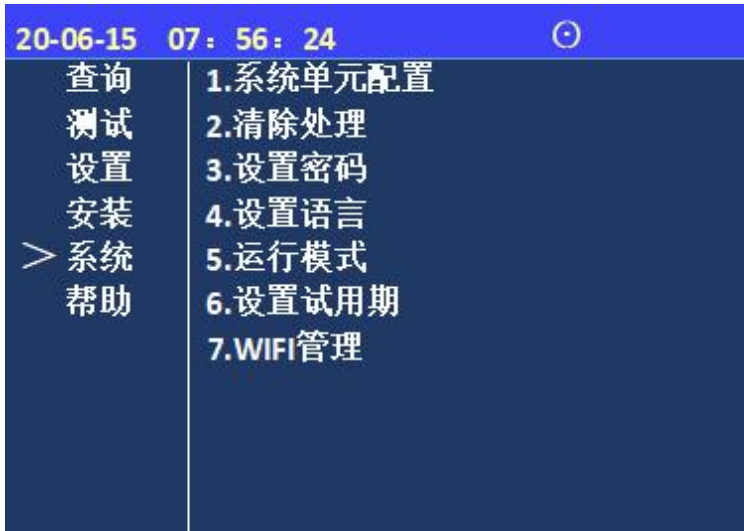 20-06-15 07：56：24
查询
测试
设置
安装
> 系统
帮助
1.系统单元配置
2.清除处理
3.设置密码
4.设置语言
5.运行模式
6.设置试用期
7.WIFI管理